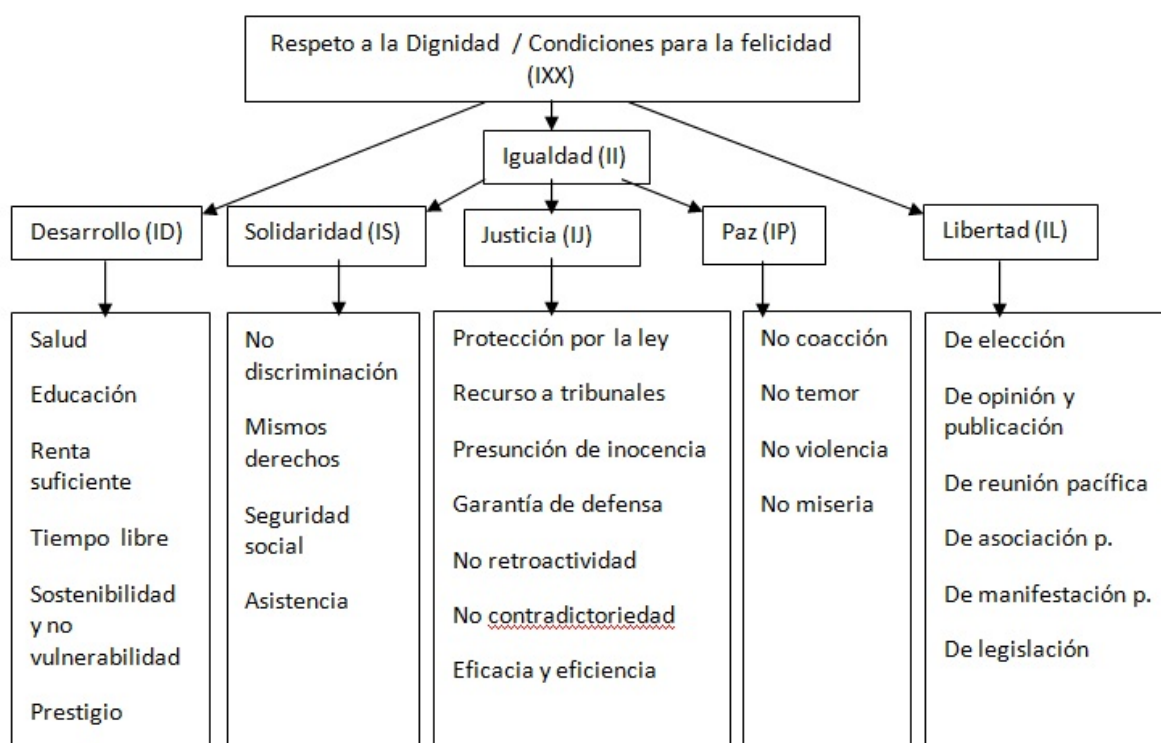 Respeto a la Dignidad / Condiciones para la felicidad
(IXX)
Igualdad (II)
Desarrollo (ID)
Solidaridad (IS)
Justicia (IJ)
Paz (IP)
Libertad (IL)
Salud
Educación
Renta
suficiente
Tiempo libre
Sostenibilidad
y no
vulnerabilidad
Prestigio
No
discriminación
Mismos
derechos
Seguridad
social
Asistencia
Protección por la ley
Recurso a tribunales
Presunción de inocencia
Garantía de defensa
No retroactividad
No contradictoriedad
Eficacia y eficiencia
No coacción
No temor
No violencia
No miseria
De elección
De opinión y
publicación
De reunión pacífica
De asociación p.
De manifestación p.
De legislación